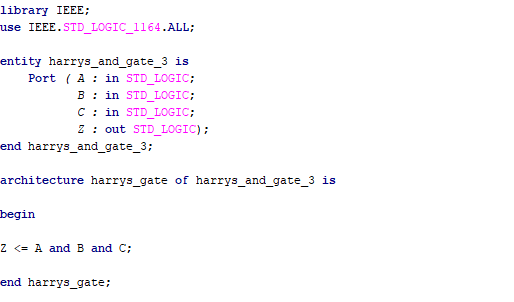 library IEEE;
use IEEE.STD_LOGIC_1164.ALL;
entity harrys_and_gate_3 is
Port ( A : in STD_LOGIC;
B : in STD_LOGIC;
C : in STD_LOGIC;
Z : out STD_LOGIC);
end harrys_and_gate_3;
architecture harrys_gate of harrys_and_gate_3 is
begin
Z <= A and B and C;
end harrys_gate;